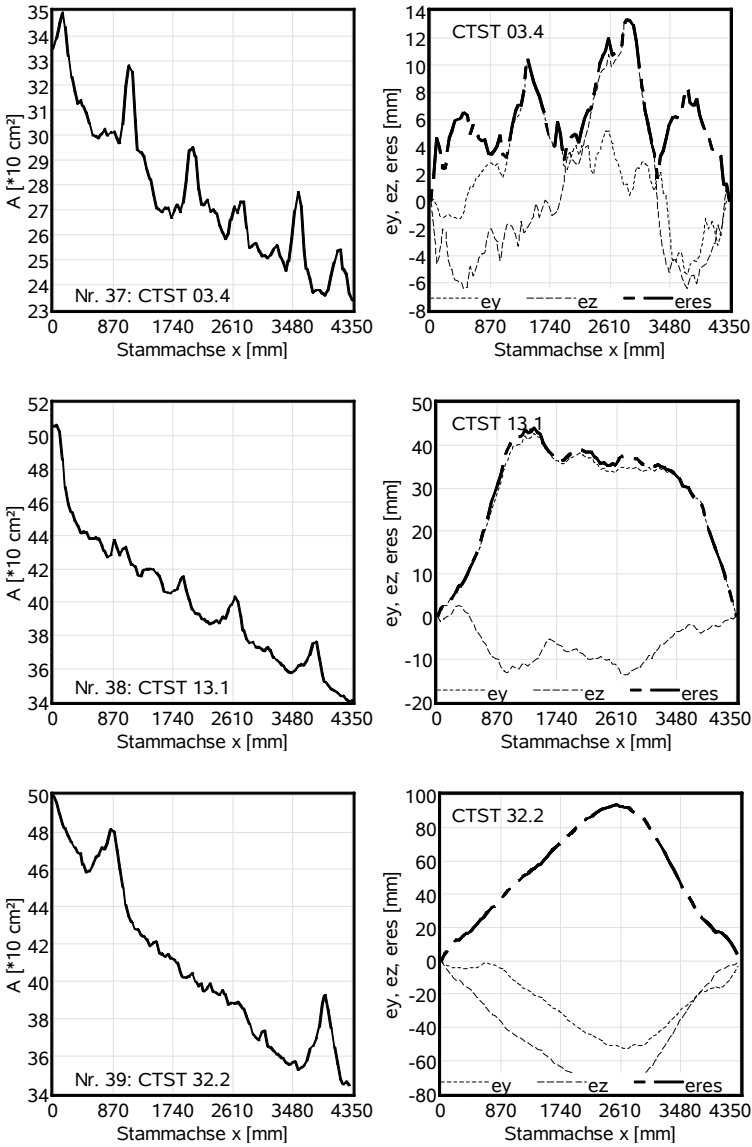 35
34
33
32
31
30
29
28
27
26
25
24
23
A [*10 cm²]
Nr. 37: CTST 03.4
0 870 1740 2610 3480 4350
Stammachse x [mm]
14
12
10
8
6
4
2
0
-2
-4
-6
-8
ey, ez, eres [mm]
CTST 03.4
ey ez eres
0 870 1740 2610 3480 4350
Stammachse x [mm]
52
50
48
46
44
42
40
38
36
34
A [*10 cm²]
Nr. 38: CTST 13.1
0 870 1740 2610 3480 4350
Stammachse x [mm]
50
40
30
20
10
0
-10
-20
ey, ez, eres [mm]
CTST 13.1
ey ez eres
0 870 1740 2610 3480 4350
Stammachse x [mm]
50
48
46
44
42
40
38
36
34
A [*10 cm²]
Nr. 39: CTST 32.2
0 870 1740 2610 3480 4350
Stammachse x [mm]
100
80
60
40
20
0
-20
-40
-60
-80
ey, ez, eres [mm]
CTST 32.2
ey ez eres
0 870 1740 2610 3480 4350
Stammachse x [mm]